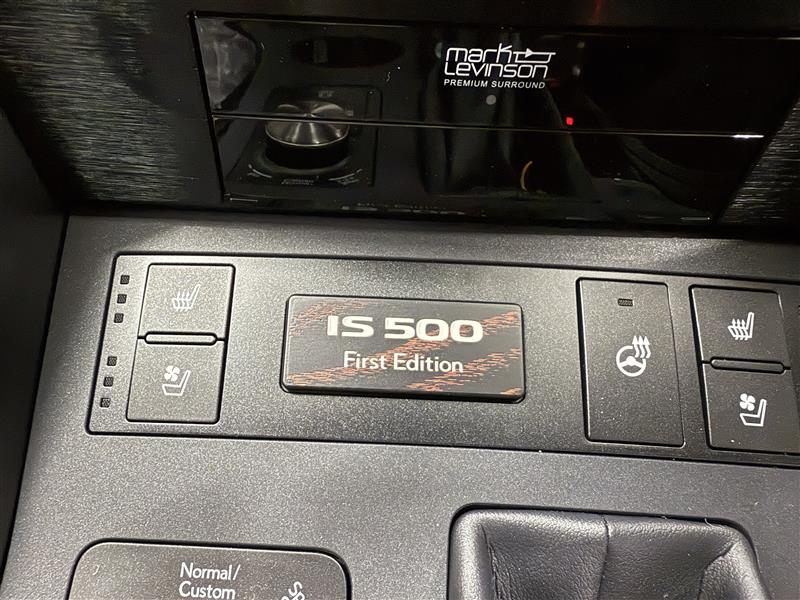 mark
LEVINSON
PREMIUM SURROUND
IS 500
First Edition
Normal/
Custom